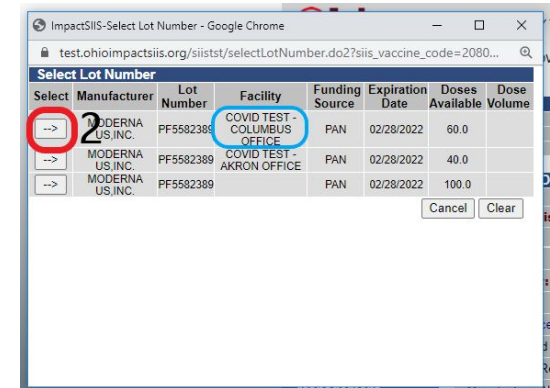 ImpactSIIS-Select Lot Number - Google Chrome
test.ohioimpactsiis.org/siistst/selectLotNumber.do2?siis_vaccine_code=2080...
Select Lot Number
Select Manufacturer Lot Number Facility Funding Source Expiration Date Doses Available Dose Volume
--> 2 MODERNA US,INC. PF5582389 COVID TEST - COLUMBUS OFFICE PAN 02/28/2022 60.0
--> MODERNA US,INC. PF5582389 COVID TEST - AKRON OFFICE PAN 02/28/2022 40.0
--> MODERNA US,INC. PF5582389 PAN 02/28/2022 100.0
Cancel Clear